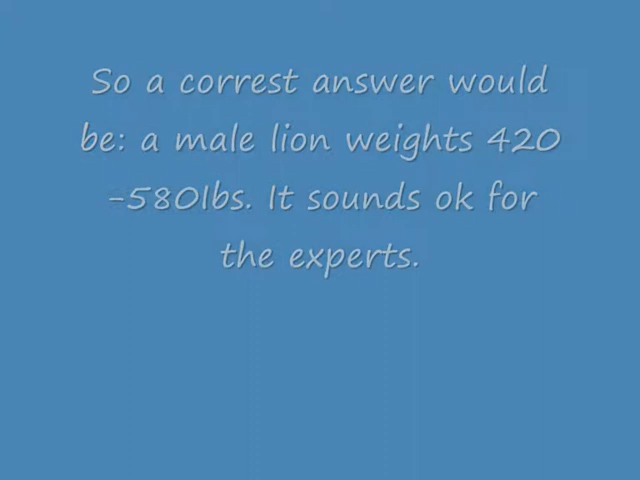 So a correst answer would
be: a male lion weights 420
-580lbs. It sounds ok for
the experts.